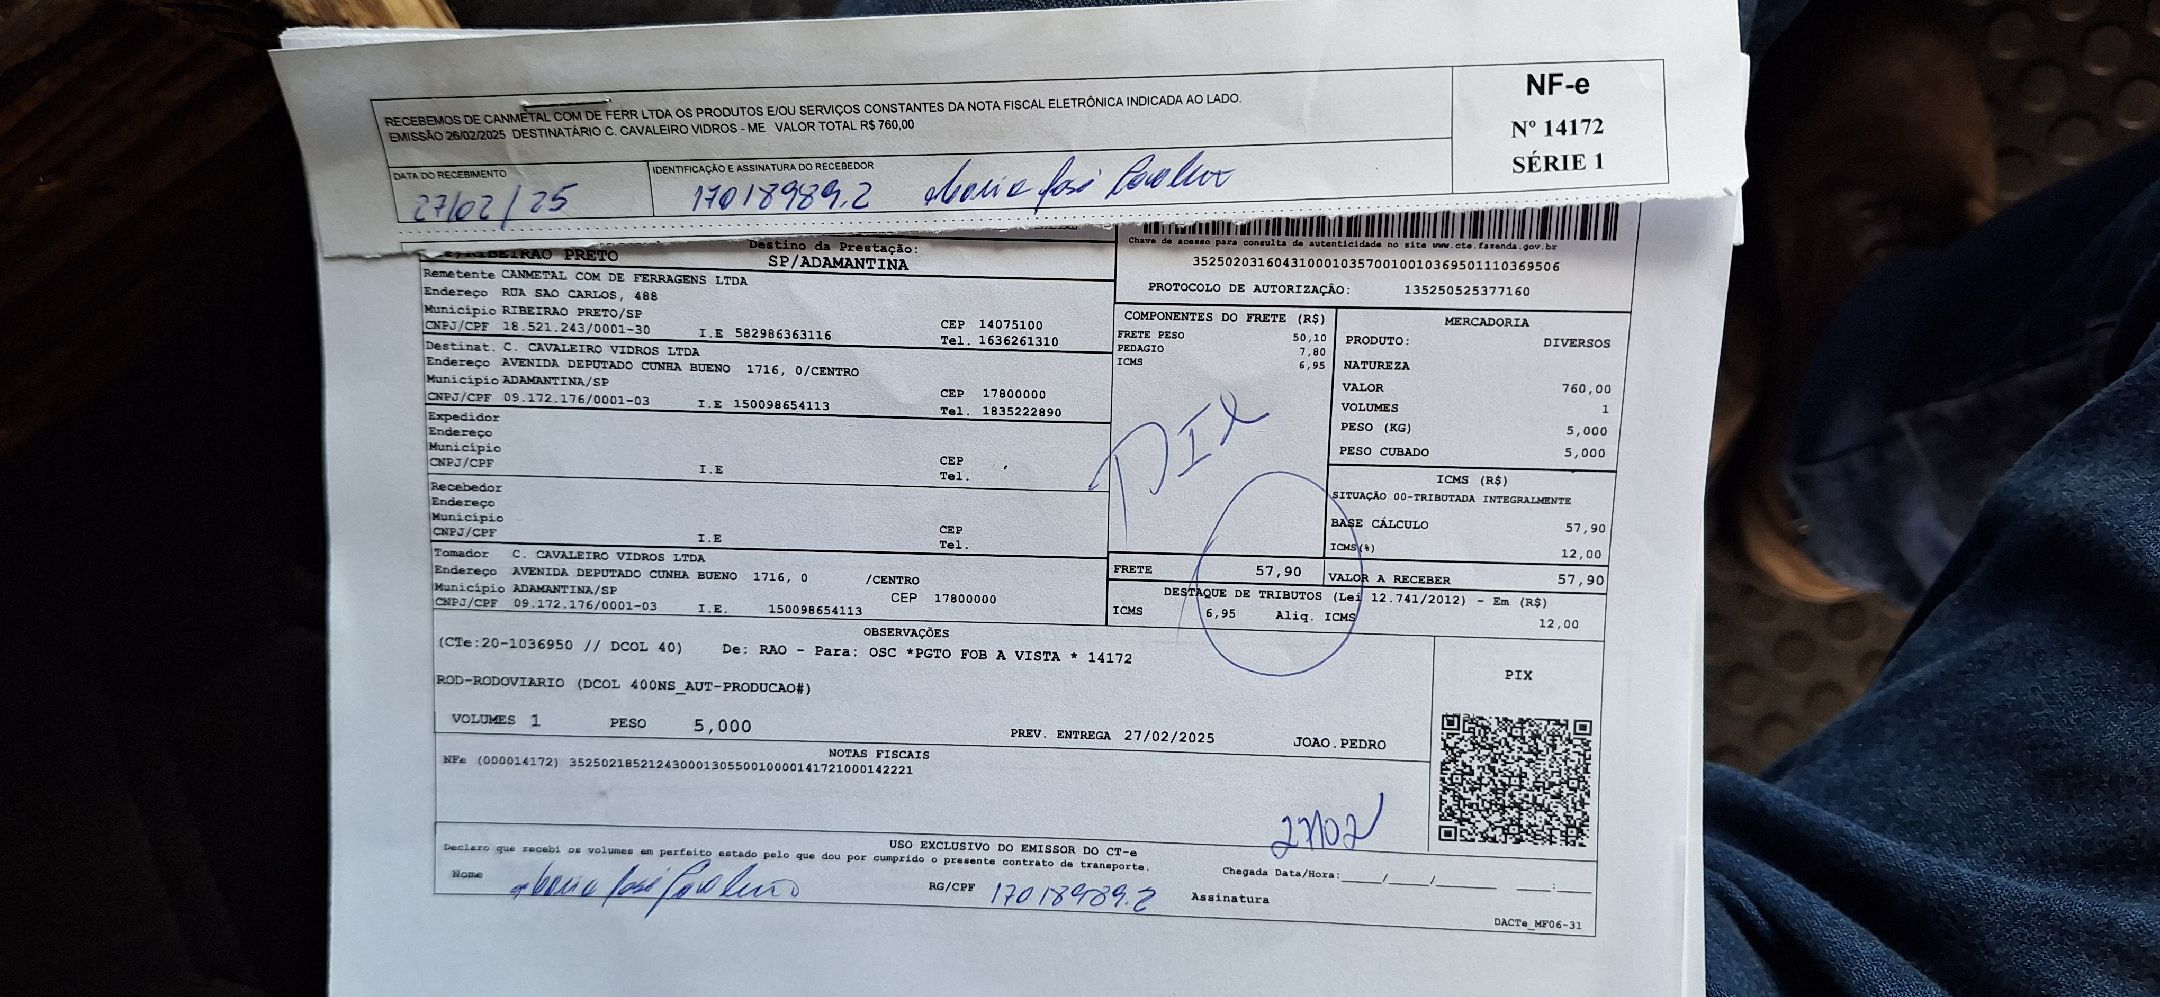 RECEBEMOS DE CANMETAL COM DE FERR LTDA OS PRODUTOS E/OU SERVIÇOS CONSTANTES DA NOTA FISCAL ELETRÔNICA INDICADA AO LADO.
EMISSÃO 26/02/2025 DESTINATÁRIO C. CAVALEIRO VIDROS - ME VALOR TOTAL R$ 760,00
NF-e
Nº 14172
SÉRIE 1
DATA DO RECEBIMENTO
27/02/25
IDENTIFICAÇÃO E ASSINATURA DO RECEBEDOR
17018989.2 Maria José
RIBEIRAO PRETO
Destino da Prestação:
SP/ADAMANTINA
Chave de acesso para consulta de autenticidade no site www.cte.fazenda.gov.br
35250203160431000103570010010369501110369506
PROTOCOLO DE AUTORIZAÇÃO: 135250525377160
Remetente CANMETAL COM DE FERRAGENS LTDA
Endereço RUA SAO CARLOS, 488
Município RIBEIRAO PRETO/SP CEP 14075100
CNPJ/CPF 18.521.243/0001-30 I.E 582986363116 Tel. 1636261310
Destinat. C. CAVALEIRO VIDROS LTDA
Endereço AVENIDA DEPUTADO CUNHA BUENO 1716, 0/CENTRO
Município ADAMANTINA/SP CEP 17800000
CNPJ/CPF 09.172.176/0001-03 I.E 150098654113 Tel. 1835222890
Expedidor
Endereço
Município CEP
CNPJ/CPF I.E Tel.
Recebedor
Endereço
Município CEP
CNPJ/CPF I.E Tel.
Tomador C. CAVALEIRO VIDROS LTDA
Endereço AVENIDA DEPUTADO CUNHA BUENO 1716, 0 /CENTRO
Município ADAMANTINA/SP CEP 17800000
CNPJ/CPF 09.172.176/0001-03 I.E. 150098654113
COMPONENTES DO FRETE (R$)
FRETE PESO 50,10
PEDAGIO 7,80
ICMS 6,95
PIX
FRETE 57,90
MERCADORIA
PRODUTO: DIVERSOS
NATUREZA
VALOR 760,00
VOLUMES 1
PESO (KG) 5,000
PESO CUBADO 5,000
ICMS (R$)
SITUAÇÃO 00-TRIBUTADA INTEGRALMENTE
BASE CÁLCULO 57,90
ICMS(%) 12,00
VALOR A RECEBER 57,90
DESTAQUE DE TRIBUTOS (Lei 12.741/2012) - Em (R$)
ICMS 6,95 Aliq. ICMS 12,00
OBSERVAÇÕES
(CTe:20-1036950 // DCOL 40) De: RAO - Para: OSC *PGTO FOB A VISTA * 14172
ROD-RODOVIARIO (DCOL 400NS_AUT-PRODUCAO#)
VOLUMES 1 PESO 5,000 PREV. ENTREGA 27/02/2025 JOAO.PEDRO
PIX
NOTAS FISCAIS
NFe (000014172) 35250218521243000130550010000141721000142221
27/02
USO EXCLUSIVO DO EMISSOR DO CT-e
Declaro que recebi os volumes em perfeito estado pelo que dou por cumprido o presente contrato de transporte.
Chegada Data/Hora:____/____/______ ____:____
Nome Maria José RG/CPF 17018989.2 Assinatura
DACTe_MF06-31